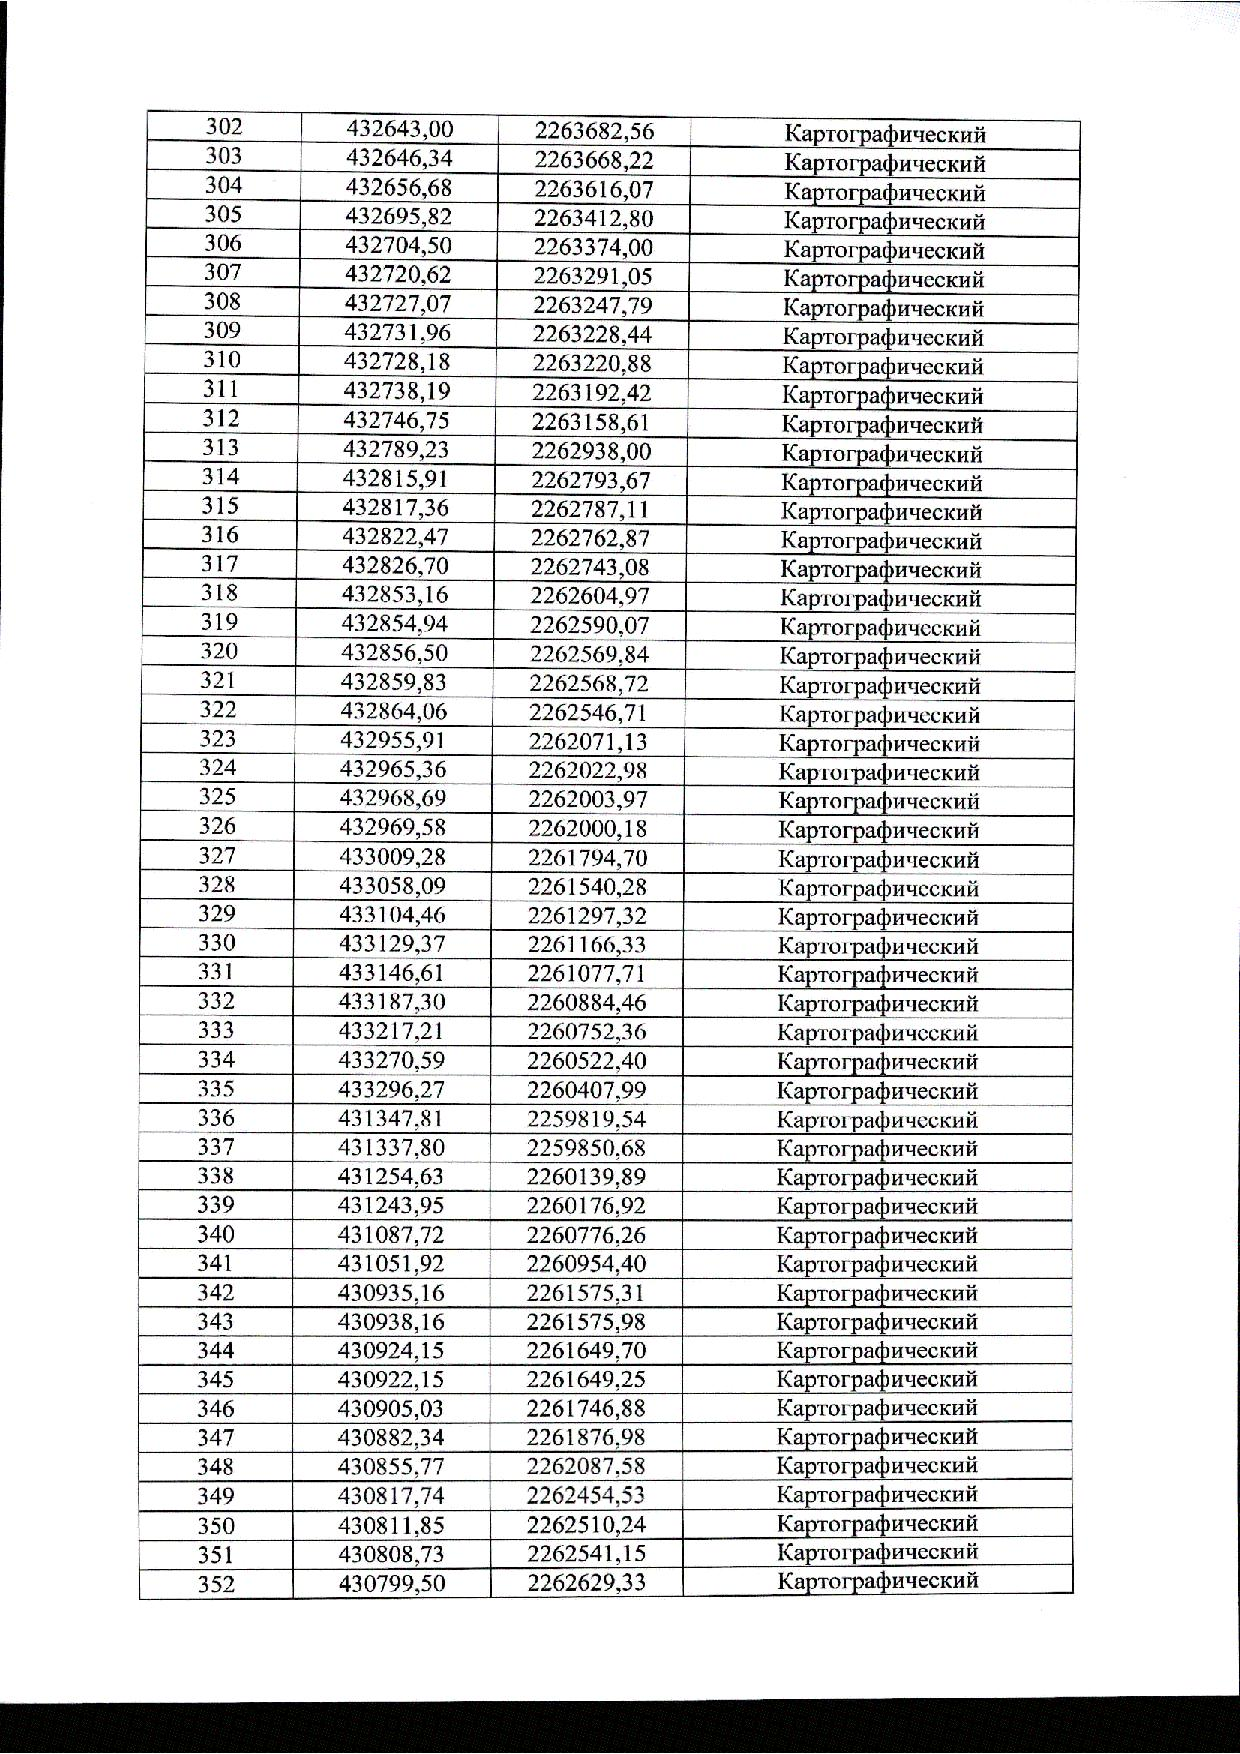 302 432643,00 2263682,56 Картографический
303 432646,34 2263668,22 Картографический
304 432656,68 2263616,07 Картографический
305 432695,82 2263412,80 Картографический
306 432704,50 2263374,00 Картографический
307 432720,62 2263291,05 Картографический
308 432727,07 2263247,79 Картографический
309 432731,96 2263228,44 Картографический
310 432728,18 2263220,88 Картографический
311 432738,19 2263192,42 Картографический
312 432746,75 2263158,61 Картографический
313 432789,23 2262938,00 Картографический
314 432815,91 2262793,67 Картографический
315 432817,36 2262787,11 Картографический
316 432822,47 2262762,87 Картографический
317 432826,70 2262743,08 Картографический
318 432853,16 2262604,97 Картографический
319 432854,94 2262590,07 Картографический
320 432856,50 2262569,84 Картографический
321 432859,83 2262568,72 Картографический
322 432864,06 2262546,71 Картографический
323 432955,91 2262071,13 Картографический
324 432965,36 2262022,98 Картографический
325 432968,69 2262003,97 Картографический
326 432969,58 2262000,18 Картографический
327 433009,28 2261794,70 Картографический
328 433058,09 2261540,28 Картографический
329 433104,46 2261297,32 Картографический
330 433129,37 2261166,33 Картографический
331 433146,61 2261077,71 Картографический
332 433187,30 2260884,46 Картографический
333 433217,21 2260752,36 Картографический
334 433270,59 2260522,40 Картографический
335 433296,27 2260407,99 Картографический
336 431347,81 2259819,54 Картографический
337 431337,80 2259850,68 Картографический
338 431254,63 2260139,89 Картографический
339 431243,95 2260176,92 Картографический
340 431087,72 2260776,26 Картографический
341 431051,92 2260954,40 Картографический
342 430935,16 2261575,31 Картографический
343 430938,16 2261575,98 Картографический
344 430924,15 2261649,70 Картографический
345 430922,15 2261649,25 Картографический
346 430905,03 2261746,88 Картографический
347 430882,34 2261876,98 Картографический
348 430855,77 2262087,58 Картографический
349 430817,74 2262454,53 Картографический
350 430811,85 2262510,24 Картографический
351 430808,73 2262541,15 Картографический
352 430799,50 2262629,33 Картографический